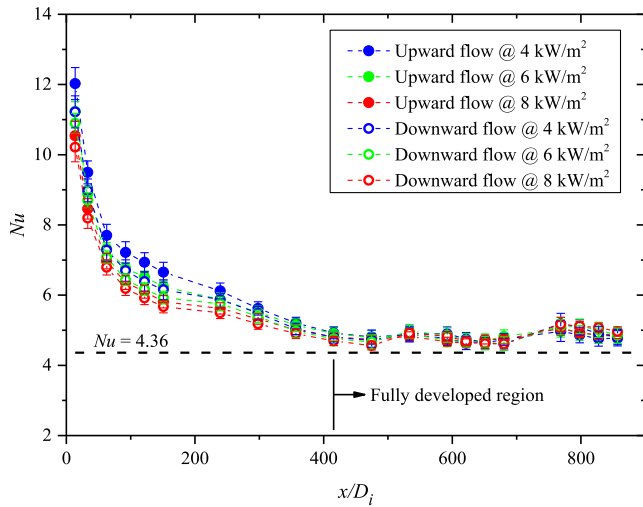 14
12
10
8
6
4
2
Nu
Upward flow @ 4 kW/m²
Upward flow @ 6 kW/m²
Upward flow @ 8 kW/m²
Downward flow @ 4 kW/m²
Downward flow @ 6 kW/m²
Downward flow @ 8 kW/m²
Nu = 4.36
Fully developed region
0 200 400 600 800
x/Dᵢ